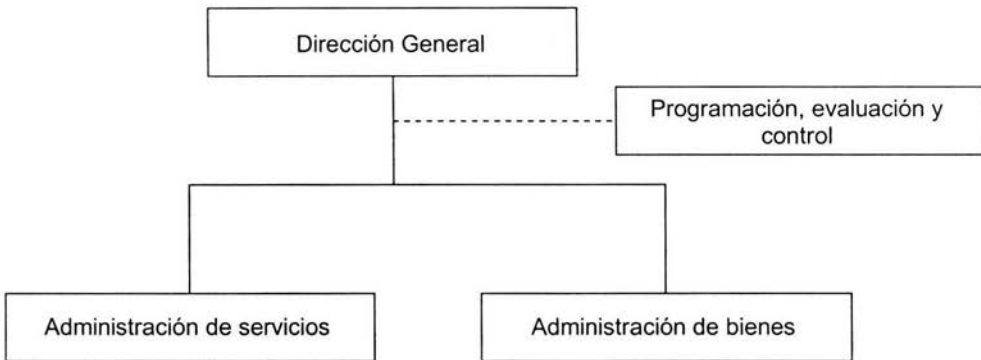 Dirección General
Programación, evaluación y
control
Administración de servicios
Administración de bienes